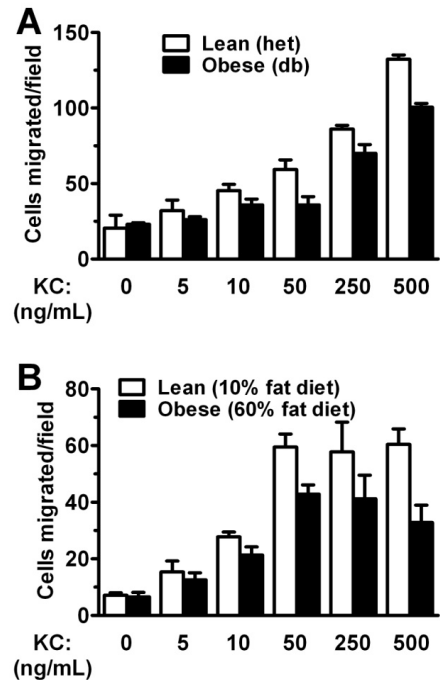 A
150
Lean (het)
Obese (db)
100
50
0
Cells migrated/field
KC: 0 5 10 50 250 500
(ng/mL)
B
80
Lean (10% fat diet)
Obese (60% fat diet)
60
40
20
0
Cells migrated/field
KC: 0 5 10 50 250 500
(ng/mL)